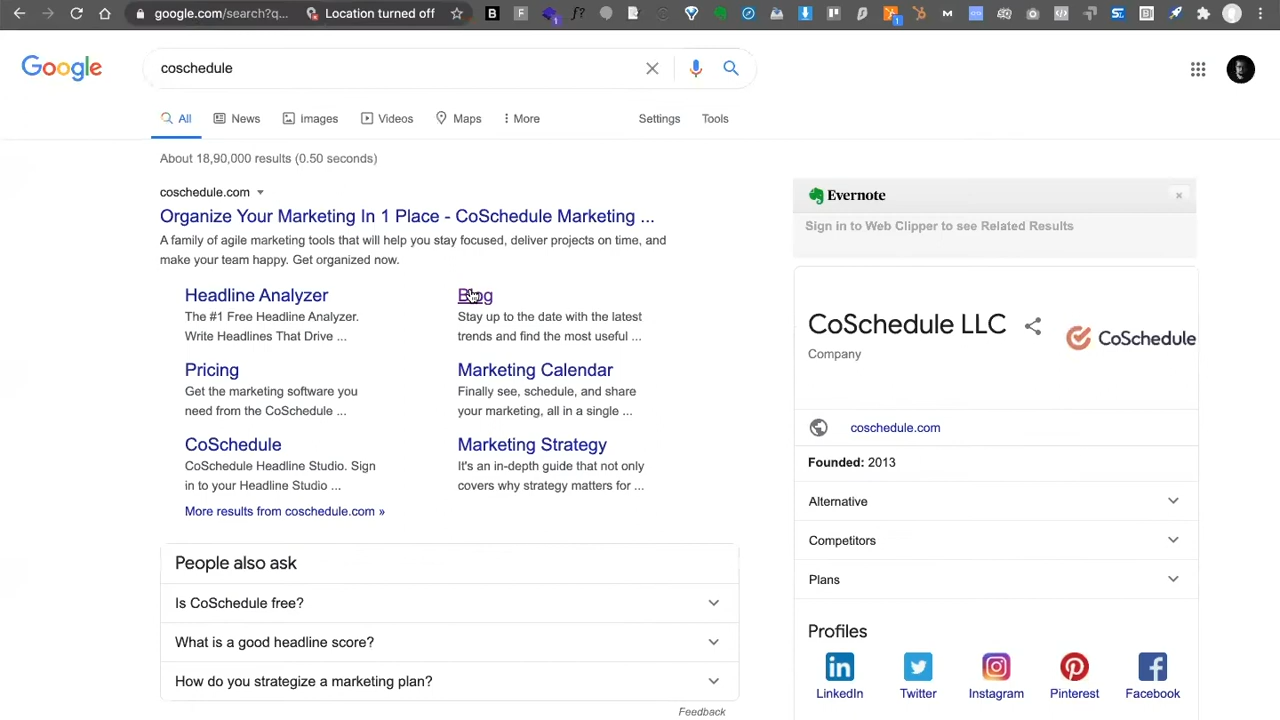 google.com/search?q...
Location turned off
Google
coschedule
All
News
Images
Videos
Maps
More
Settings
Tools
About 18,90,000 results (0.50 seconds)
coschedule.com
Organize Your Marketing In 1 Place - CoSchedule Marketing ...
A family of agile marketing tools that will help you stay focused, deliver projects on time, and
make your team happy. Get organized now.
Headline Analyzer
The #1 Free Headline Analyzer.
Write Headlines That Drive ...
Blog
Stay up to the date with the latest
trends and find the most useful ...
Pricing
Get the marketing software you
need from the CoSchedule ...
Marketing Calendar
Finally see, schedule, and share
your marketing, all in a single ...
CoSchedule
CoSchedule Headline Studio. Sign
in to your Headline Studio ...
Marketing Strategy
It's an in-depth guide that not only
covers why strategy matters for ...
More results from coschedule.com »
People also ask
Is CoSchedule free?
What is a good headline score?
How do you strategize a marketing plan?
Feedback
Evernote
Sign in to Web Clipper to see Related Results
CoSchedule LLC
Company
CoSchedule
coschedule.com
Founded: 2013
Alternative
Competitors
Plans
Profiles
LinkedIn
Twitter
Instagram
Pinterest
Facebook